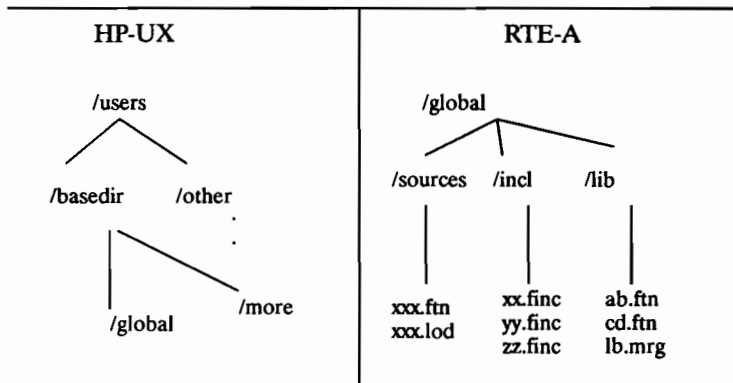 HP-UX
/users
/basedir /other
/global
/more
RTE-A
/global
/sources /incl /lib
xxx.ftn
xxx.lod
xx.finc
yy.finc
zz.finc
ab.ftn
cd.ftn
lb.mrg